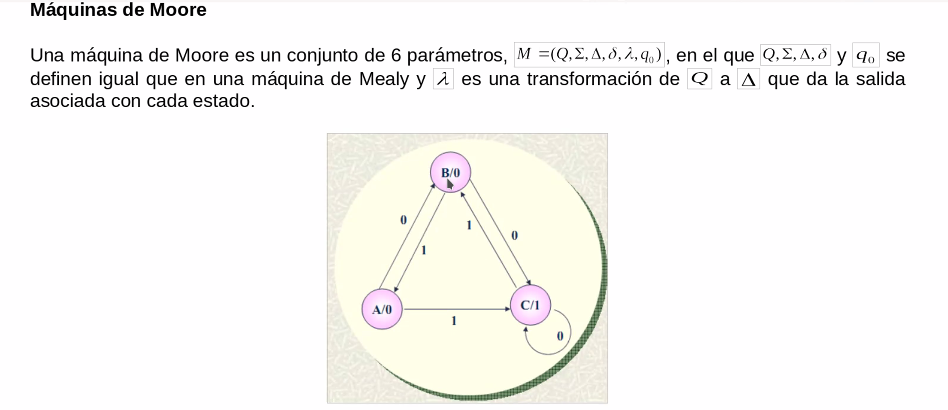 Máquinas de Moore
Una máquina de Moore es un conjunto de 6 parámetros, M =(Q,Σ,Δ,δ,λ,q₀), en el que Q,Σ,Δ,δ y q₀ se
definen igual que en una máquina de Mealy y λ es una transformación de Q a Δ que da la salida
asociada con cada estado.
B/0
0
1
0
1
A/0
C/1
1
0